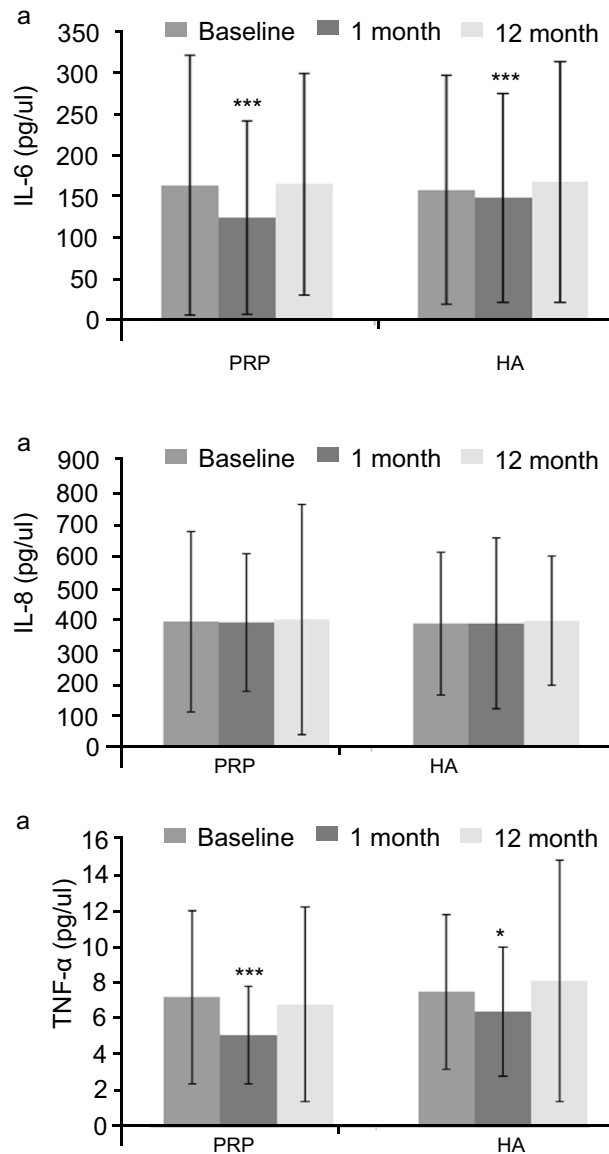 a
Baseline 1 month 12 month
IL-6 (pg/ul)
350
300
250
200
150
100
50
0
*** ***
PRP HA
a
Baseline 1 month 12 month
IL-8 (pg/ul)
900
800
700
600
500
400
300
200
100
0
PRP HA
a
Baseline 1 month 12 month
TNF-α (pg/ul)
16
14
12
10
8
6
4
2
0
*** *
PRP HA